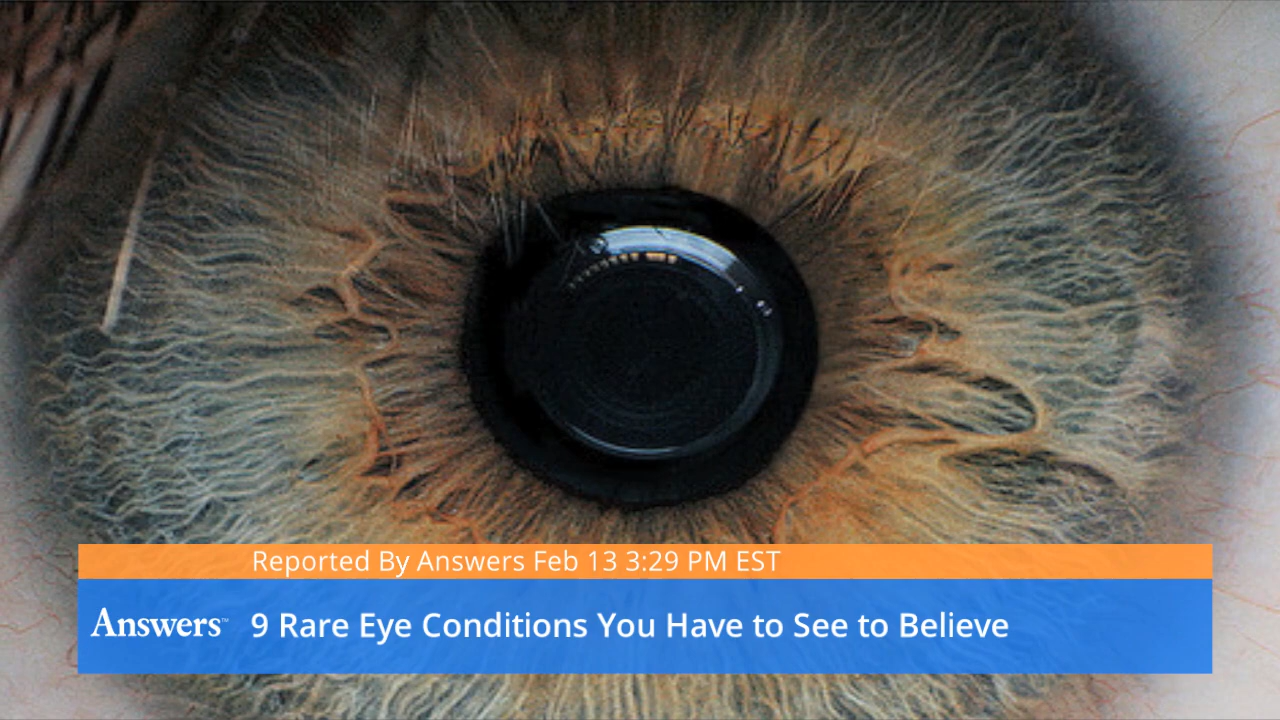 Reported By Answers Feb 13 3:29 PM EST
Answers™ 9 Rare Eye Conditions You Have to See to Believe